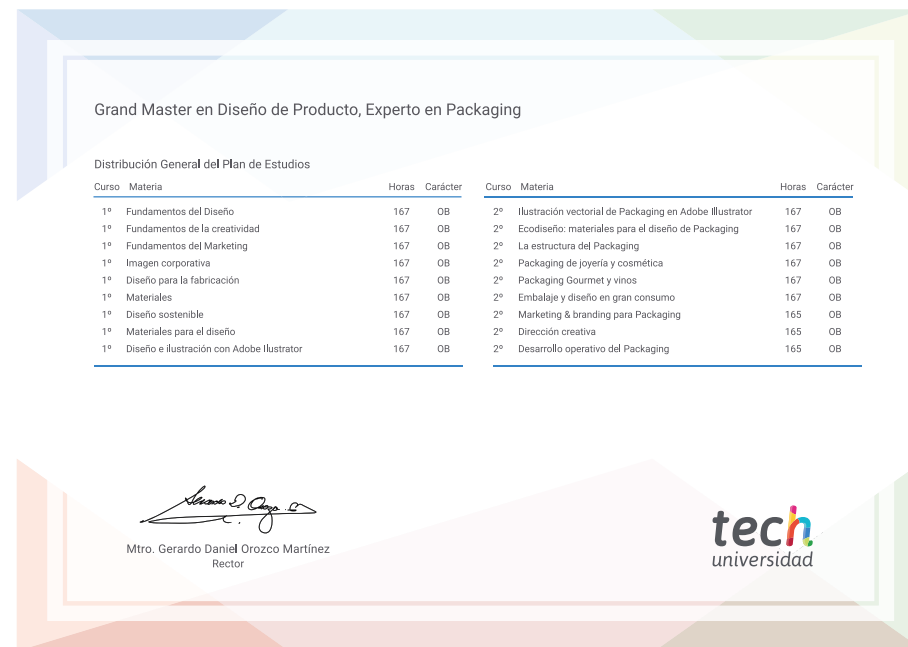 Grand Master en Diseño de Producto, Experto en Packaging
Distribución General del Plan de Estudios
Curso Materia Horas Carácter
1º Fundamentos del Diseño 167 OB
1º Fundamentos de la creatividad 167 OB
1º Fundamentos del Marketing 167 OB
1º Imagen corporativa 167 OB
1º Diseño para la fabricación 167 OB
1º Materiales 167 OB
1º Diseño sostenible 167 OB
1º Materiales para el diseño 167 OB
1º Diseño e ilustración con Adobe Ilustrator 167 OB
Curso Materia Horas Carácter
2º Ilustración vectorial de Packaging en Adobe Illustrator 167 OB
2º Ecodiseño: materiales para el diseño de Packaging 167 OB
2º La estructura del Packaging 167 OB
2º Packaging de joyería y cosmética 167 OB
2º Packaging Gourmet y vinos 167 OB
2º Embalaje y diseño en gran consumo 167 OB
2º Marketing & branding para Packaging 165 OB
2º Dirección creativa 165 OB
2º Desarrollo operativo del Packaging 165 OB
Mtro. Gerardo Daniel Orozco Martínez
Rector
tech
universidad